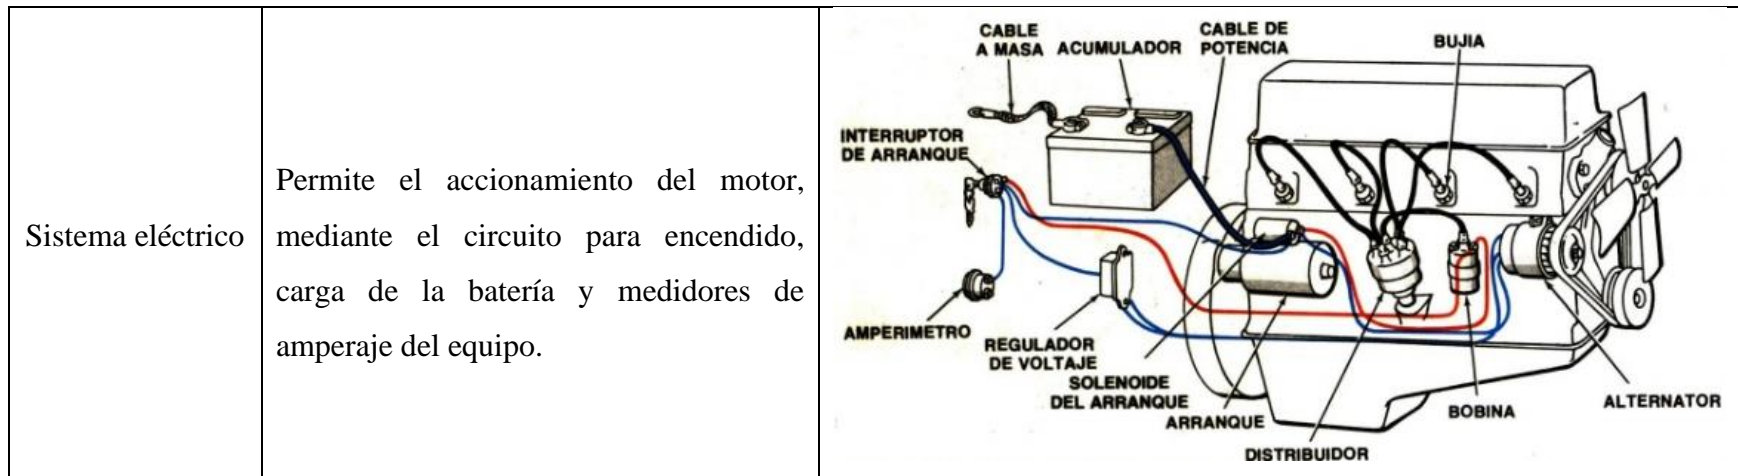 Sistema eléctrico
Permite el accionamiento del motor,
mediante el circuito para encendido,
carga de la batería y medidores de
amperaje del equipo.
CABLE
A MASA
ACUMULADOR
CABLE DE
POTENCIA
BUJIA
INTERRUPTOR
DE ARRANQUE
AMPERIMETRO
REGULADOR
DE VOLTAJE
SOLENOIDE
DEL ARRANQUE
ARRANQUE
DISTRIBUIDOR
BOBINA
ALTERNATOR